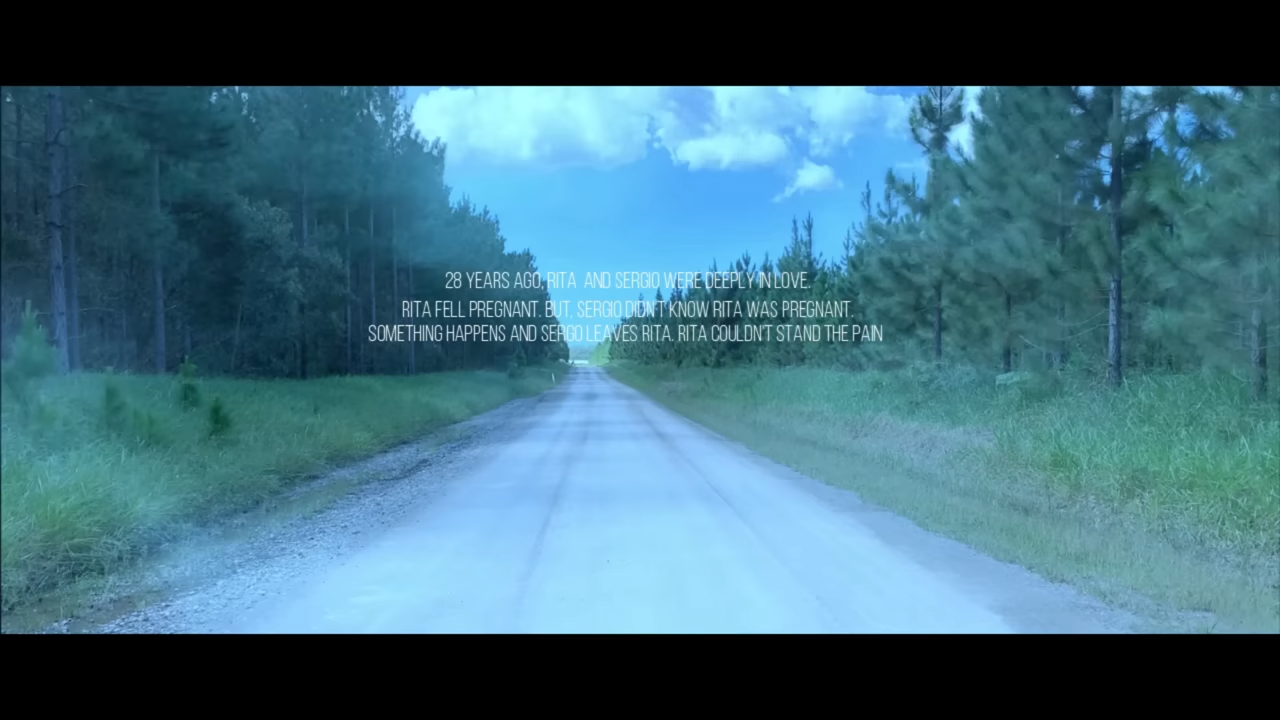 28 YEARS AGO, RITA AND SERGIO WERE DEEPLY IN LOVE.
RITA FELL PREGNANT. BUT, SERGIO DIDN'T KNOW RITA WAS PREGNANT.
SOMETHING HAPPENS AND SERGO LEAVES RITA. RITA COULDN'T STAND THE PAIN